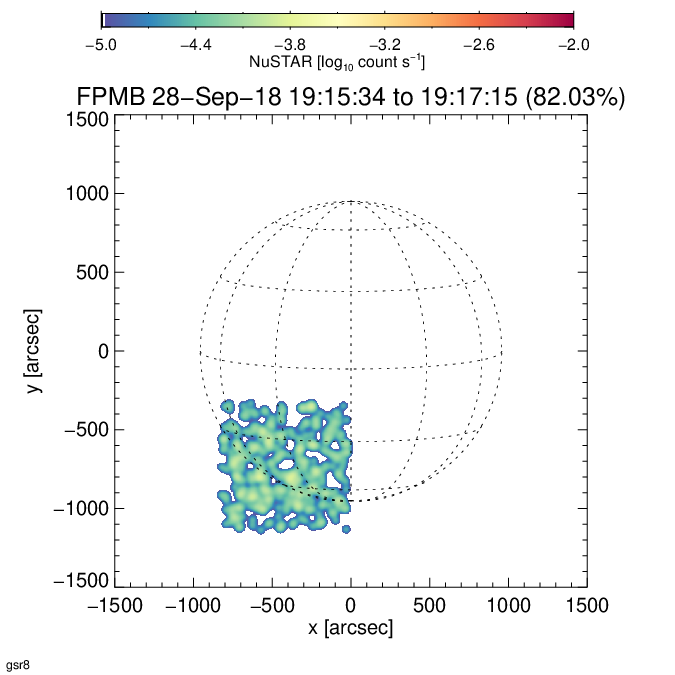 −5.0 −4.4 −3.8 −3.2 −2.6 −2.0
NuSTAR [log₁₀ count s⁻¹]
FPMB 28−Sep−18 19:15:34 to 19:17:15 (82.03%)
1500
1000
500
0
−500
−1000
−1500
y [arcsec]
−1500 −1000 −500 0 500 1000 1500
x [arcsec]
gsr8